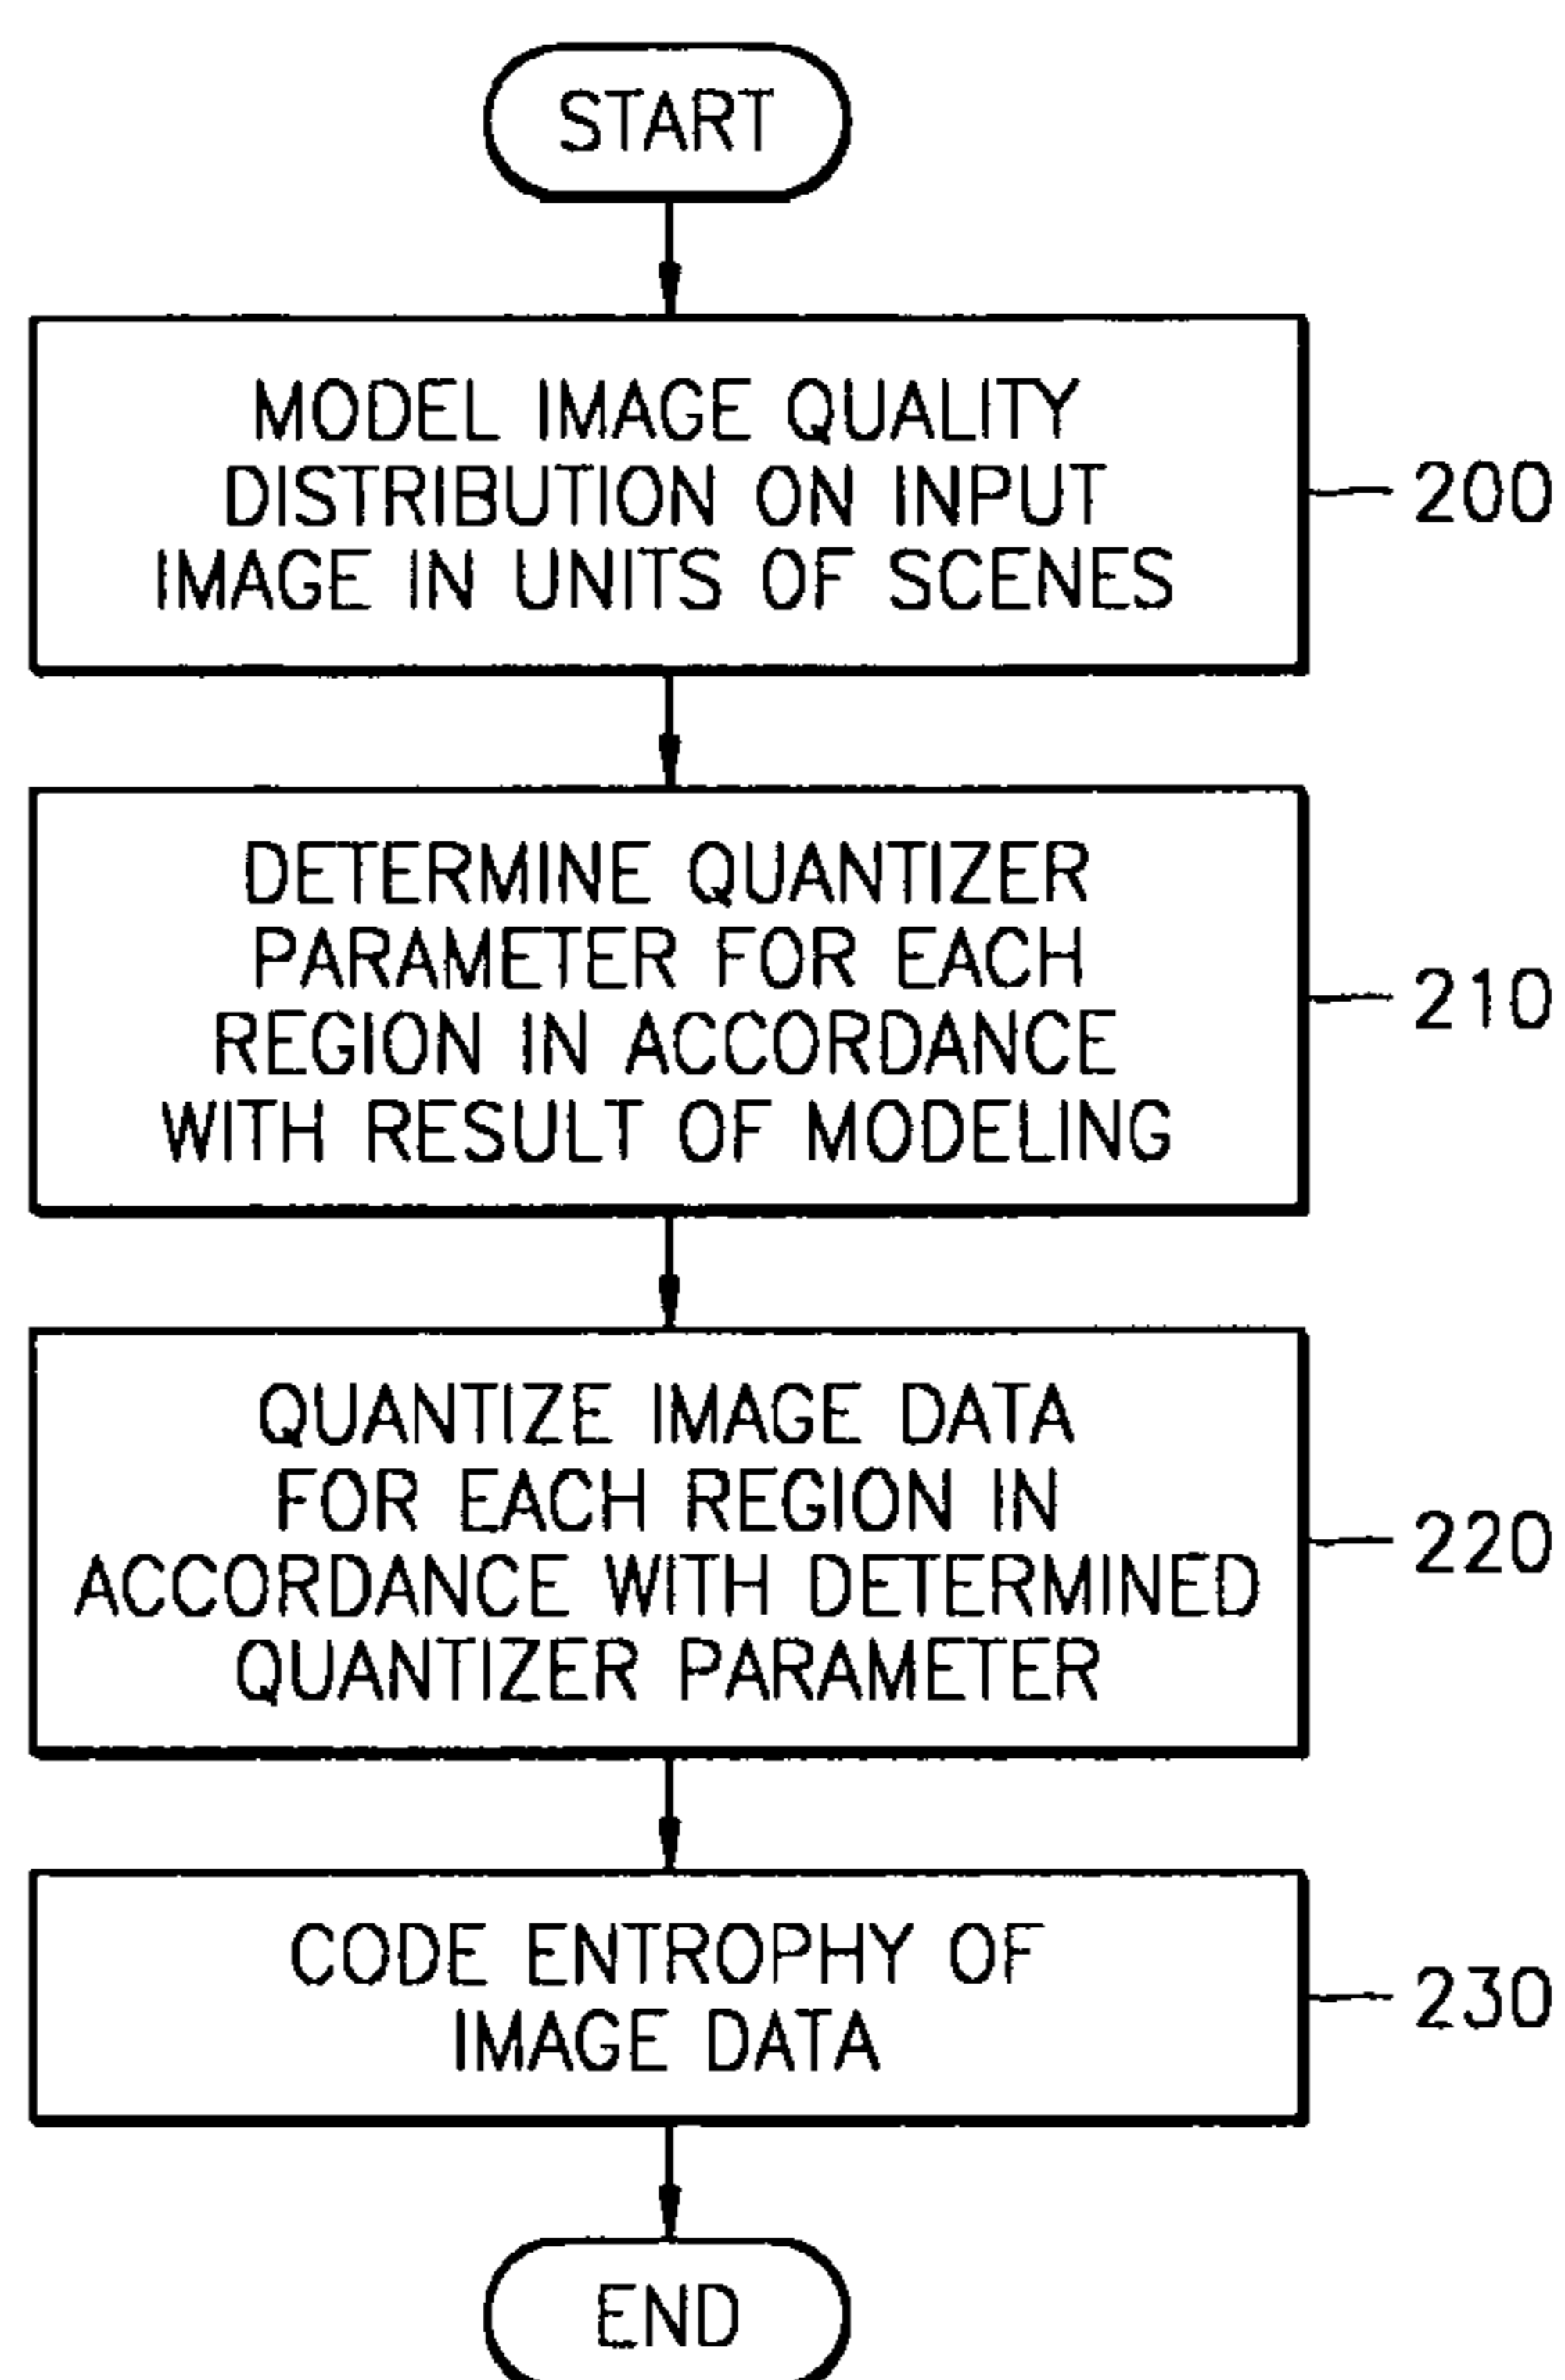 START
MODEL IMAGE QUALITY
DISTRIBUTION ON INPUT
IMAGE IN UNITS OF SCENES
200
DETERMINE QUANTIZER
PARAMETER FOR EACH
REGION IN ACCORDANCE
WITH RESULT OF MODELING
210
QUANTIZE IMAGE DATA
FOR EACH REGION IN
ACCORDANCE WITH DETERMINED
QUANTIZER PARAMETER
220
CODE ENTROPHY OF
IMAGE DATA
230
END